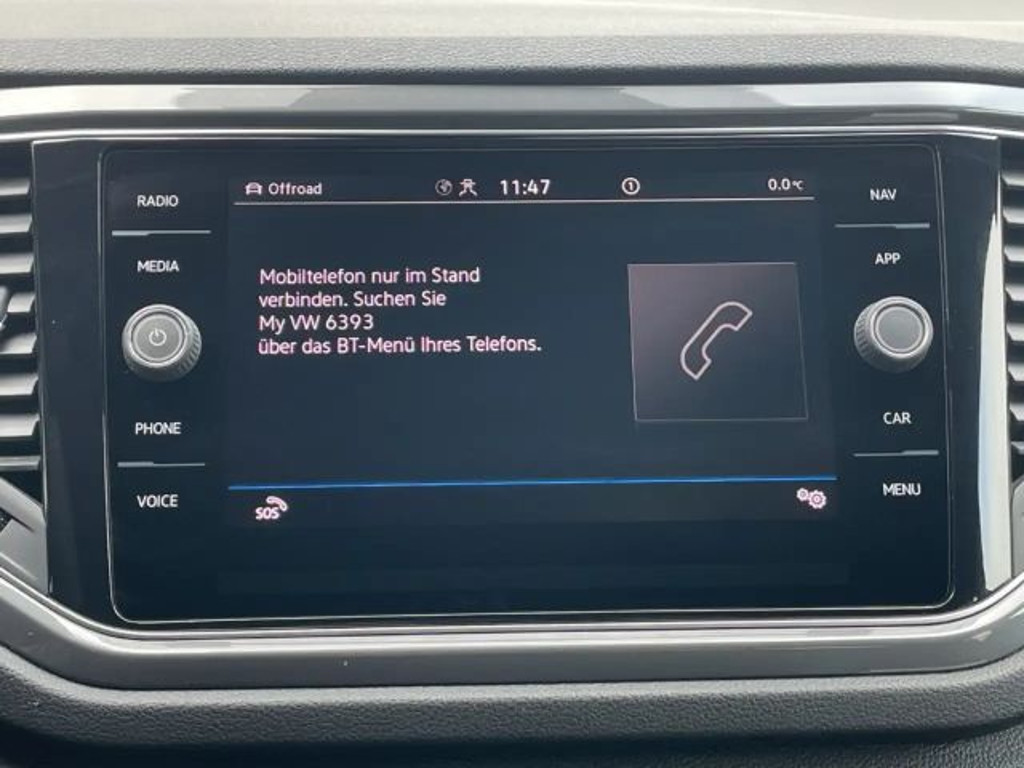 RADIO
MEDIA
PHONE
VOICE
Offroad 11:47 1 0.0°C
Mobiltelefon nur im Stand
verbinden. Suchen Sie
My VW 6393
über das BT-Menü Ihres Telefons.
SOS
NAV
APP
CAR
MENU